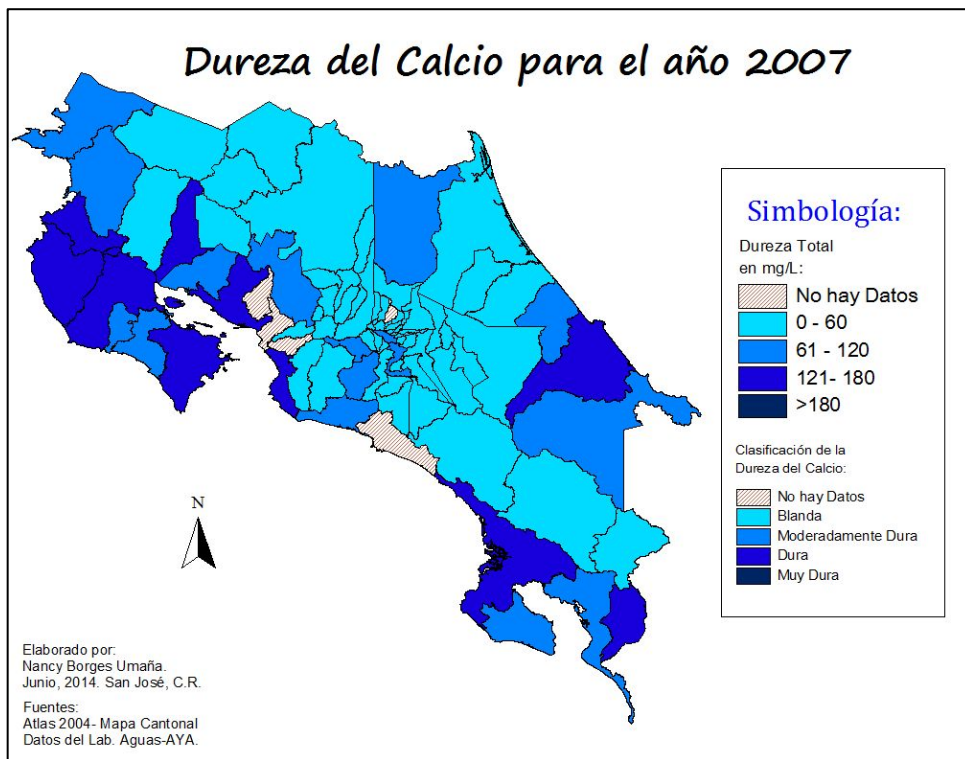 Dureza del Calcio para el año 2007
Simbología:
Dureza Total
en mg/L:
No hay Datos
0 - 60
61 - 120
121- 180
>180
Clasificación de la
Dureza del Calcio:
No hay Datos
Blanda
Moderadamente Dura
Dura
Muy Dura
N
Elaborado por:
Nancy Borges Umaña.
Junio, 2014. San José, C.R.
Fuentes:
Atlas 2004- Mapa Cantonal
Datos del Lab. Aguas-AYA.